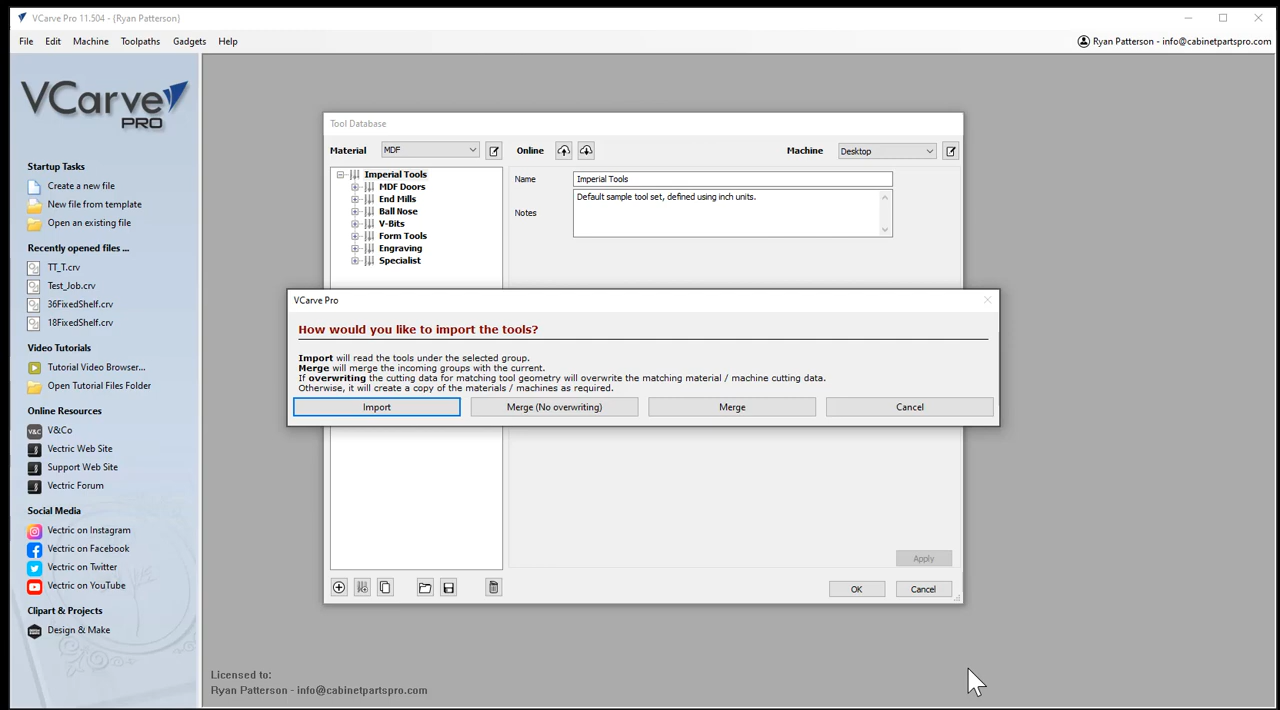 VCarve Pro 11.504 - (Ryan Patterson)
File Edit Machine Toolpaths Gadgets Help
Ryan Patterson - info@cabinetpartspro.com
VCarve
PRO
Startup Tasks
Create a new file
New file from template
Open an existing file
Recently opened files ...
TT_T.crv
Test_Job.crv
36FixedShelf.crv
18FixedShelf.crv
Video Tutorials
Tutorial Video Browser...
Open Tutorial Files Folder
Online Resources
V&C
V&Co
Vectric Web Site
Support Web Site
Vectric Forum
Social Media
Vectric on Instagram
Vectric on Facebook
Vectric on Twitter
Vectric on YouTube
Clipart & Projects
Design & Make
Tool Database
Material MDF Online Machine Desktop
Imperial Tools
MDF Doors
End Mills
Ball Nose
V-Bits
Form Tools
Engraving
Specialist
Name Imperial Tools
Notes Default sample tool set, defined using inch units.
VCarve Pro
How would you like to import the tools?
Import will read the tools under the selected group.
Merge will merge the incoming groups with the current.
If overwriting the cutting data for matching tool geometry will overwrite the matching material / machine cutting data.
Otherwise, it will create a copy of the materials / machines as required.
Import Merge (No overwriting) Merge Cancel
Apply
OK Cancel
Licensed to:
Ryan Patterson - info@cabinetpartspro.com